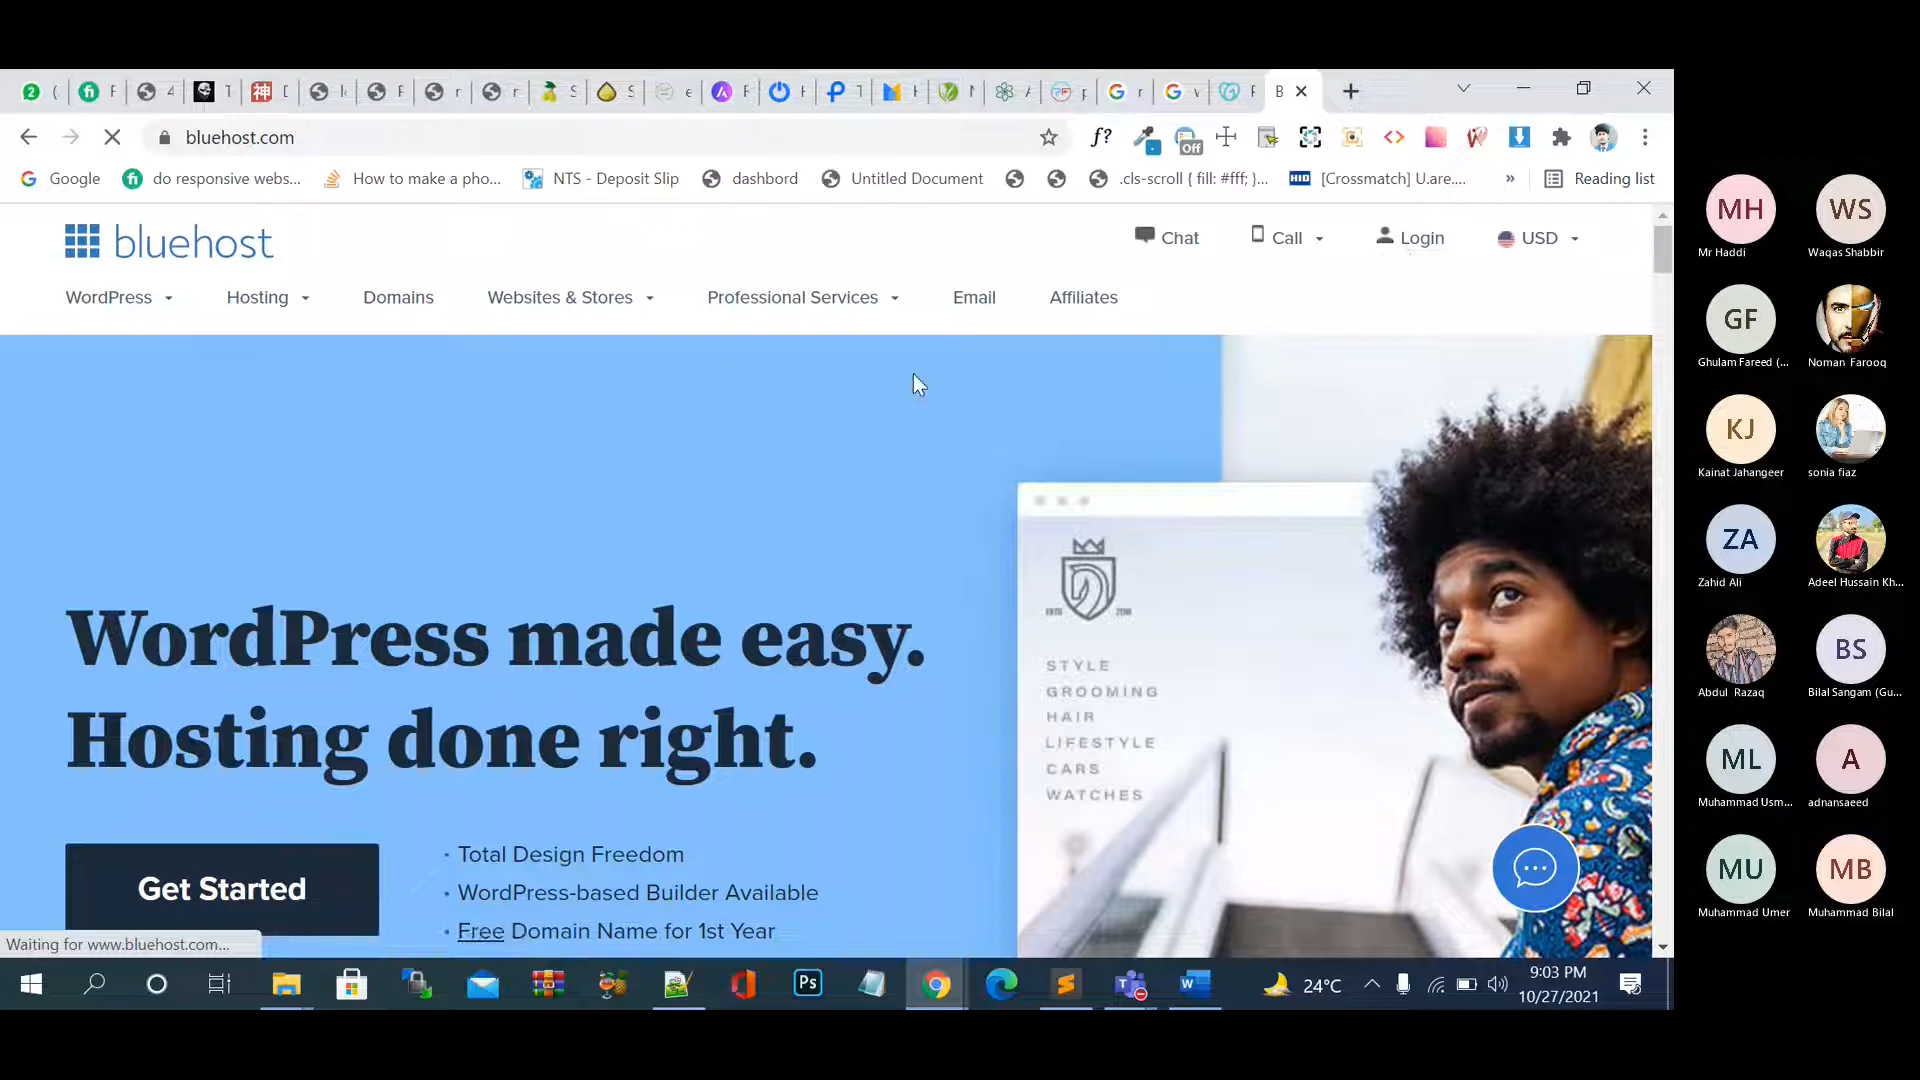 bluehost.com
Off
Google
do responsive webs...
How to make a pho...
NTS - Deposit Slip
dashbord
Untitled Document
.cls-scroll { fill: #fff; }...
HID
[Crossmatch] U.are....
»
Reading list
bluehost
Chat
Call
Login
USD
WordPress
Hosting
Domains
Websites & Stores
Professional Services
Email
Affiliates
WordPress made easy.
Hosting done right.
Get Started
· Total Design Freedom
· WordPress-based Builder Available
· Free Domain Name for 1st Year
STYLE
GROOMING
HAIR
LIFESTYLE
CARS
WATCHES
Waiting for www.bluehost.com...
Ps
24°C
9:03 PM
10/27/2021
MH
Mr Haddi
WS
Waqas Shabbir
GF
Ghulam Fareed (...
Noman Farooq
KJ
Kainat Jahangeer
sonia fiaz
ZA
Zahid Ali
Adeel Hussain Kh...
Abdul Razaq
BS
Bilal Sangam (Gu...
ML
Muhammad Usm...
A
adnansaeed
MU
Muhammad Umer
MB
Muhammad Bilal